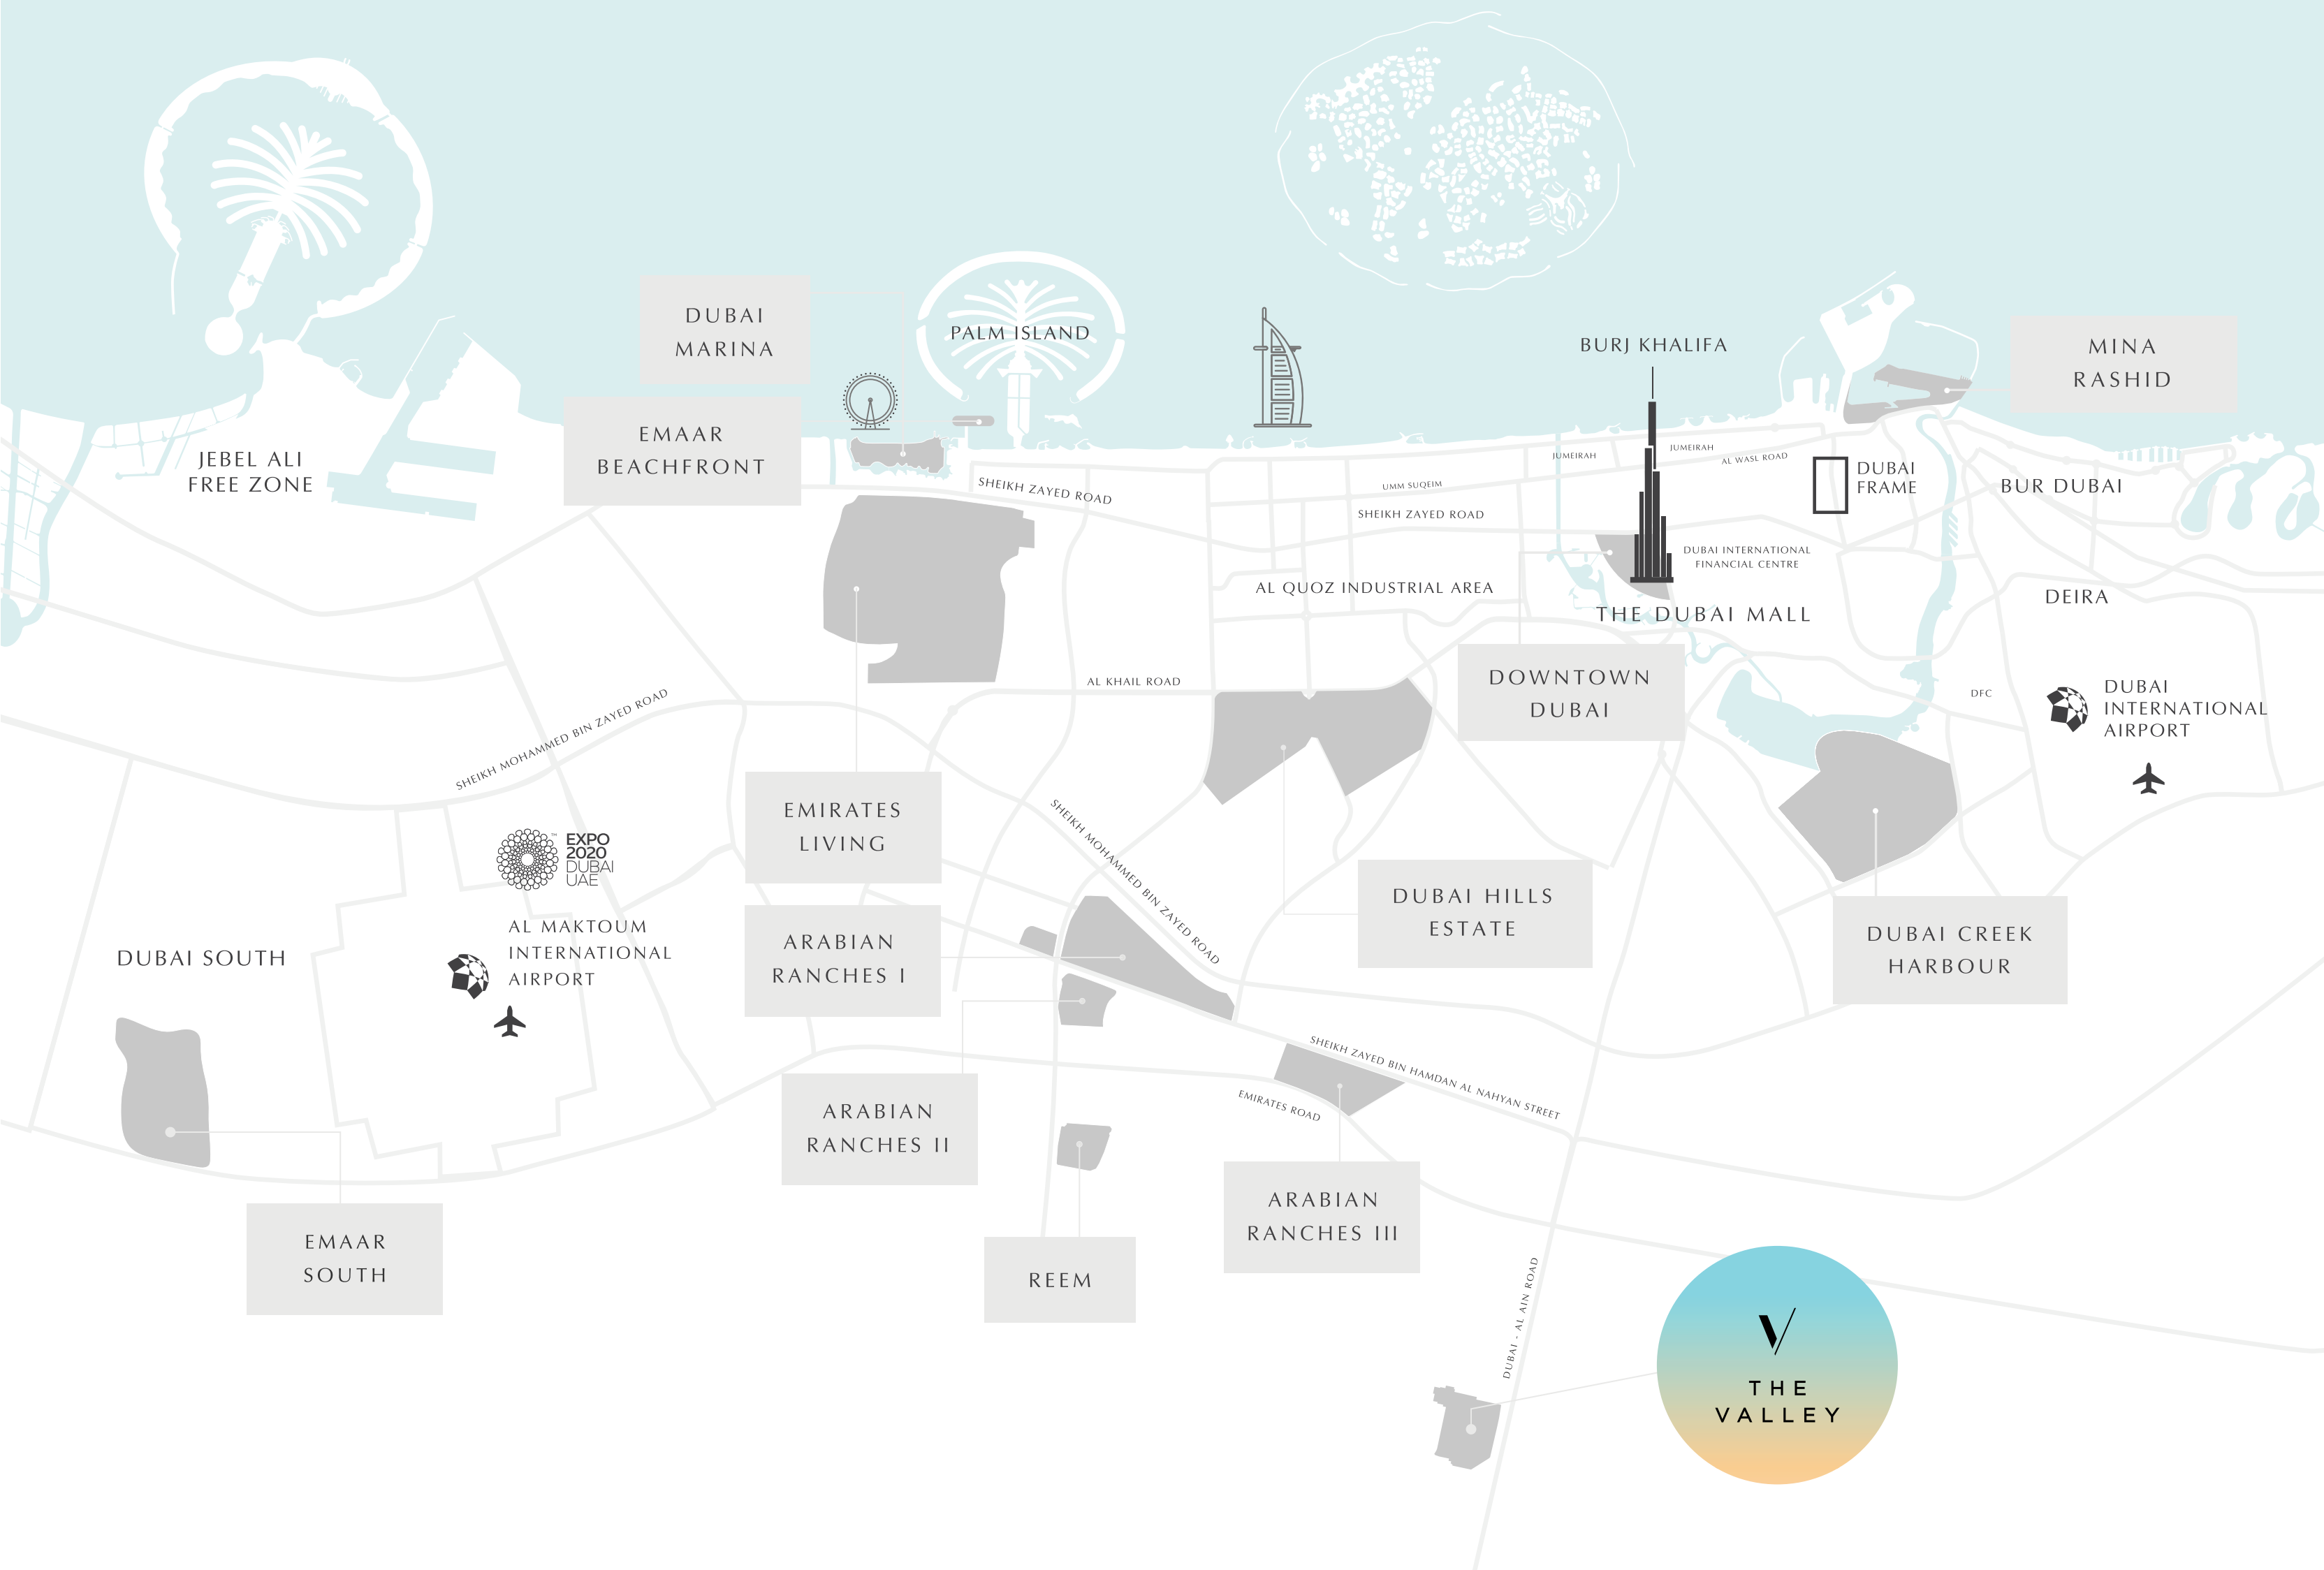 DUBAI
MARINA
PALM ISLAND
BURJ KHALIFA
MINA
RASHID
EMAAR
BEACHFRONT
JEBEL ALI
FREE ZONE
SHEIKH ZAYED ROAD
UMM SUQEIM
SHEIKH ZAYED ROAD
JUMEIRAH
JUMEIRAH
AL WASL ROAD
DUBAI
FRAME
BUR DUBAI
DUBAI INTERNATIONAL
FINANCIAL CENTRE
AL QUOZ INDUSTRIAL AREA
THE DUBAI MALL
DEIRA
AL KHAIL ROAD
DOWNTOWN
DUBAI
DFC
DUBAI
INTERNATIONAL
AIRPORT
SHEIKH MOHAMMED BIN ZAYED ROAD
EMIRATES
LIVING
SHEIKH MOHAMMED BIN ZAYED ROAD
EXPO
2020
DUBAI
UAE
™
DUBAI HILLS
ESTATE
DUBAI CREEK
HARBOUR
AL MAKTOUM
INTERNATIONAL
AIRPORT
DUBAI SOUTH
ARABIAN
RANCHES I
SHEIKH ZAYED BIN HAMDAN AL NAHYAN STREET
EMIRATES ROAD
ARABIAN
RANCHES II
ARABIAN
RANCHES III
EMAAR
SOUTH
REEM
DUBAI - AL AIN ROAD
V
THE
VALLEY